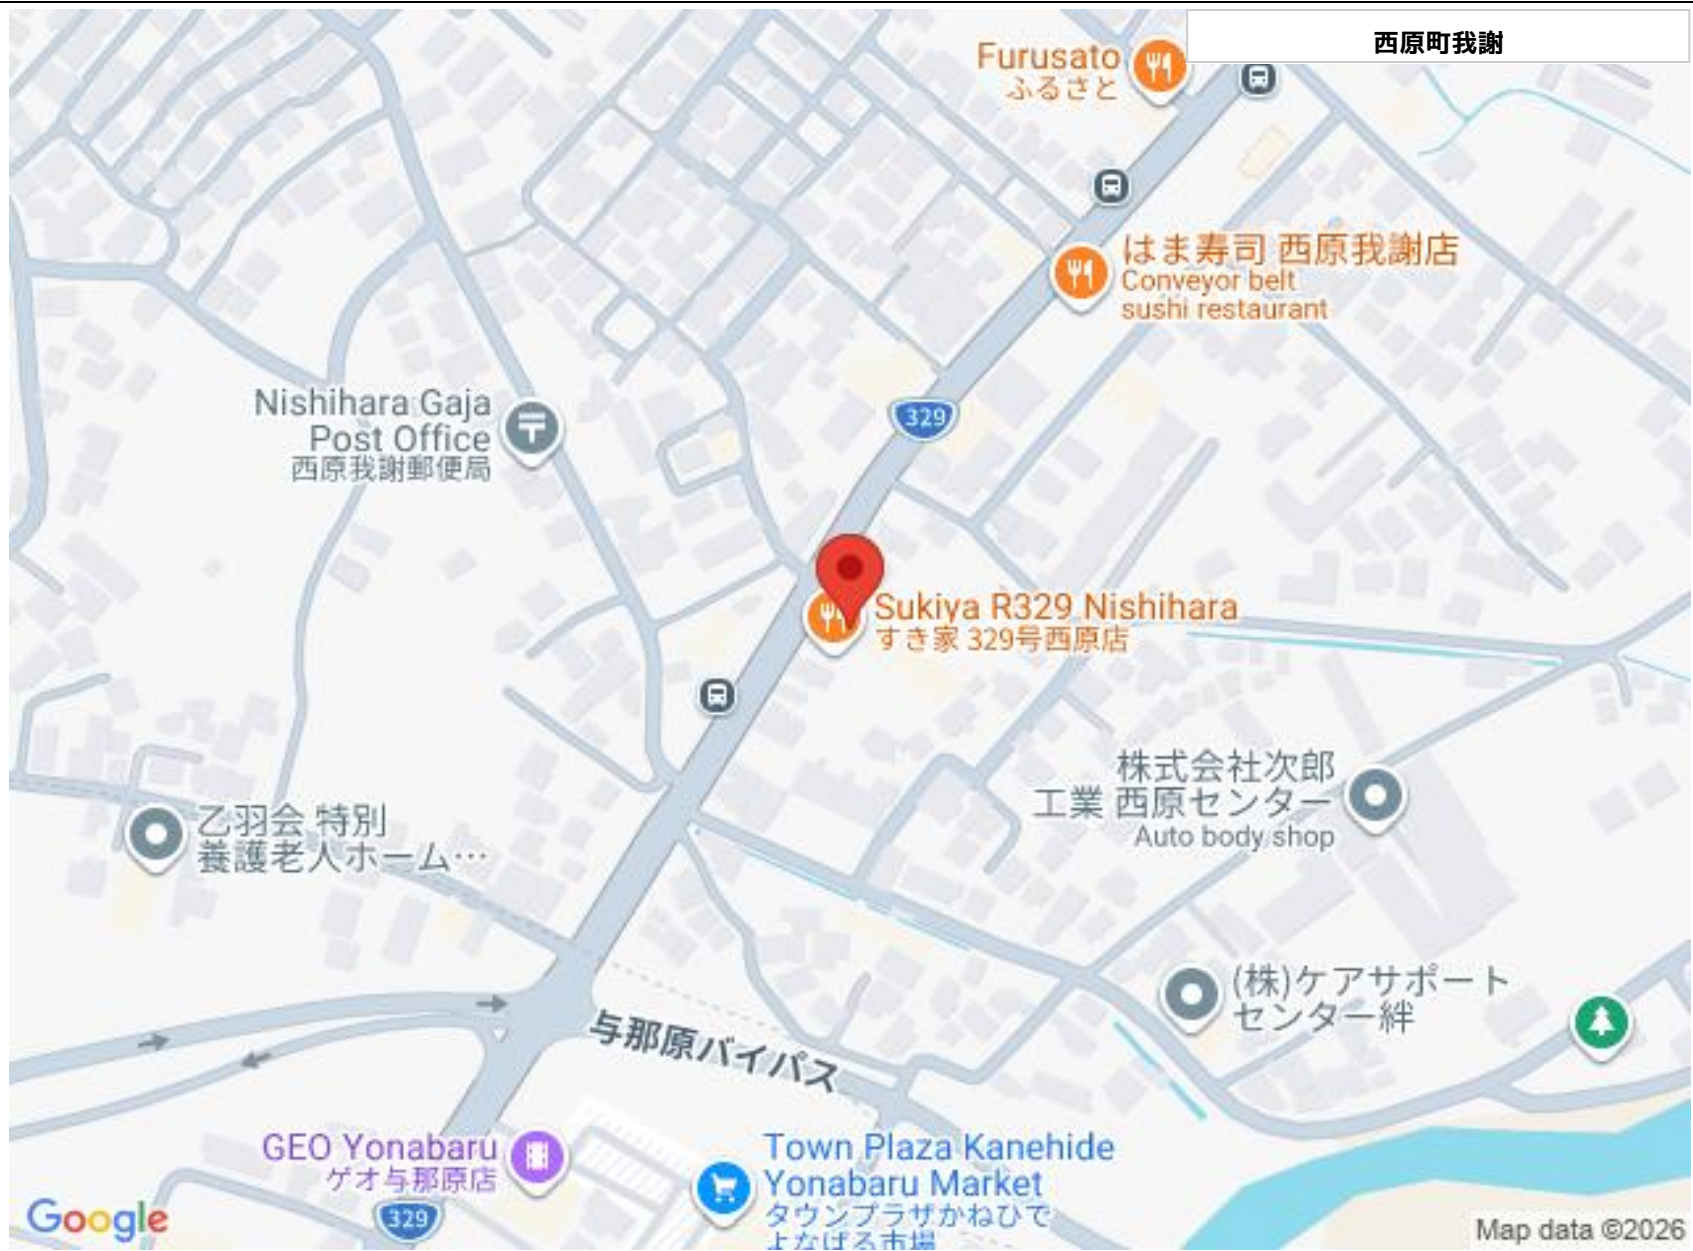 西原町我謝
Furusato
ふるさと
はま寿司 西原我謝店
Conveyor belt
sushi restaurant
Nishihara Gaja
Post Office
西原我謝郵便局
329
Sukiya R329 Nishihara
すき家 329号西原店
株式会社次郎
工業 西原センター
Auto body shop
乙羽会 特別
養護老人ホーム…
(株)ケアサポート
センター絆
与那原バイパス
GEO Yonabaru
ゲオ与那原店
Town Plaza Kanehide
Yonabaru Market
タウンプラザかねひで
よなばる市場
329
Google
Map data ©2026